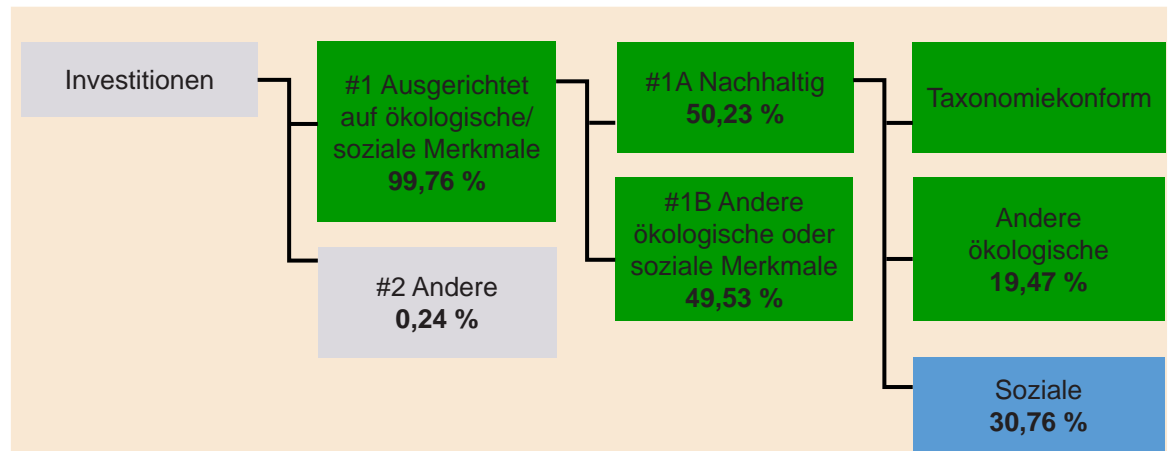 Investitionen
#1 Ausgerichtet
auf ökologische/
soziale Merkmale
99,76 %
#2 Andere
0,24 %
#1A Nachhaltig
50,23 %
#1B Andere
ökologische oder
soziale Merkmale
49,53 %
Taxonomiekonform
Andere
ökologische
19,47 %
Soziale
30,76 %